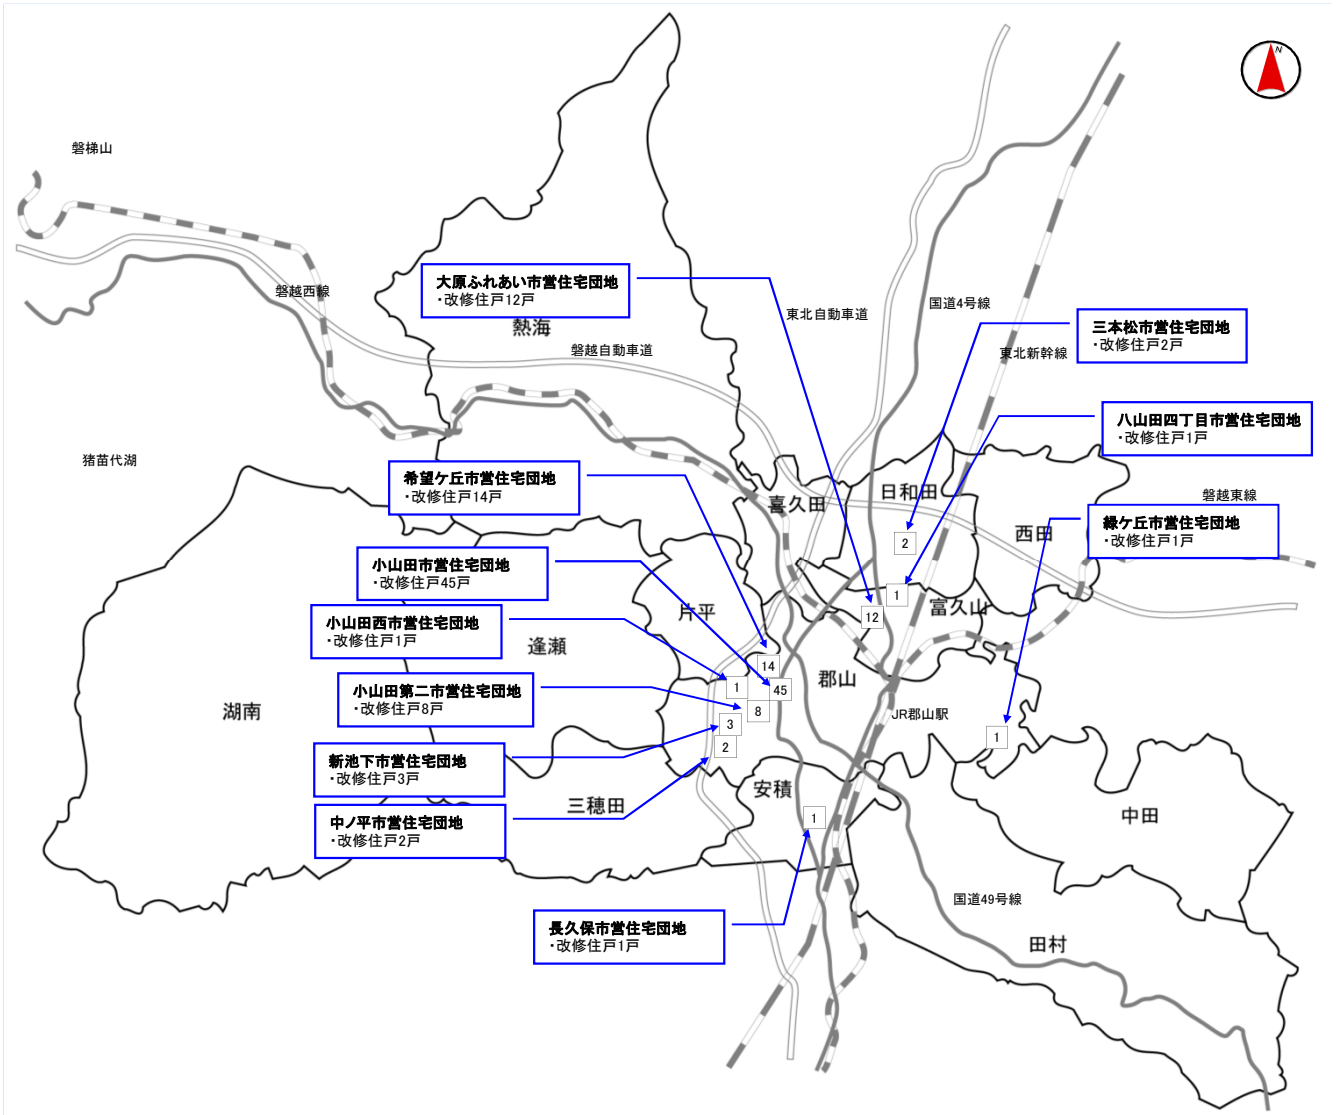 N
磐梯山
大原ふれあい市営住宅団地
・改修住戸12戸
磐越西線
熱海
東北自動車道
国道4号線
三本松市営住宅団地
・改修住戸2戸
磐越自動車道
東北新幹線
八山田四丁目市営住宅団地
・改修住戸1戸
猪苗代湖
希望ケ丘市営住宅団地
・改修住戸14戸
喜久田
日和田
磐越東線
緑ケ丘市営住宅団地
・改修住戸1戸
西田
2
小山田市営住宅団地
・改修住戸45戸
1
富久山
12
片平
小山田西市営住宅団地
・改修住戸1戸
逢瀬
14
郡山
1
45
小山田第二市営住宅団地
・改修住戸8戸
湖南
8
JR郡山駅
3
1
2
新池下市営住宅団地
・改修住戸3戸
安積
三穂田
中ノ平市営住宅団地
・改修住戸2戸
1
中田
国道49号線
長久保市営住宅団地
・改修住戸1戸
田村